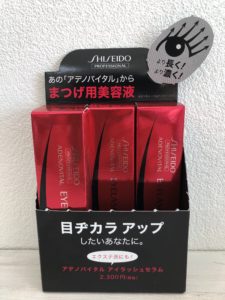 SHISEIDO
PROFESSIONAL
より長く!
より濃く!
あの「アデノバイタル」から
まつげ用美容液
SHISEIDO
SHISEIDO
ADENOVITAL
ADENOVITAL
EYE
目ヂカラ アップ
したいあなたに。
エクステ派にも!
アデノバイタル アイラッシュセラム